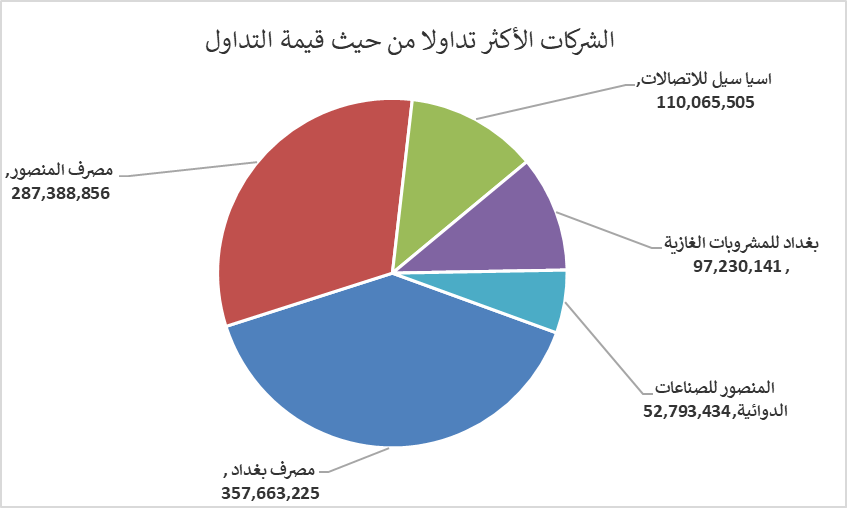 الشركات الأكثر تداولا من حيث قيمة التداول
اسيا سيل للاتصالات,
110,065,505
مصرف المنصور,
287,388,856
بغداد للمشروبات الغازية
, 97,230,141
المنصور للصناعات
الدوائية, 52,793,434
مصرف بغداد ,
357,663,225